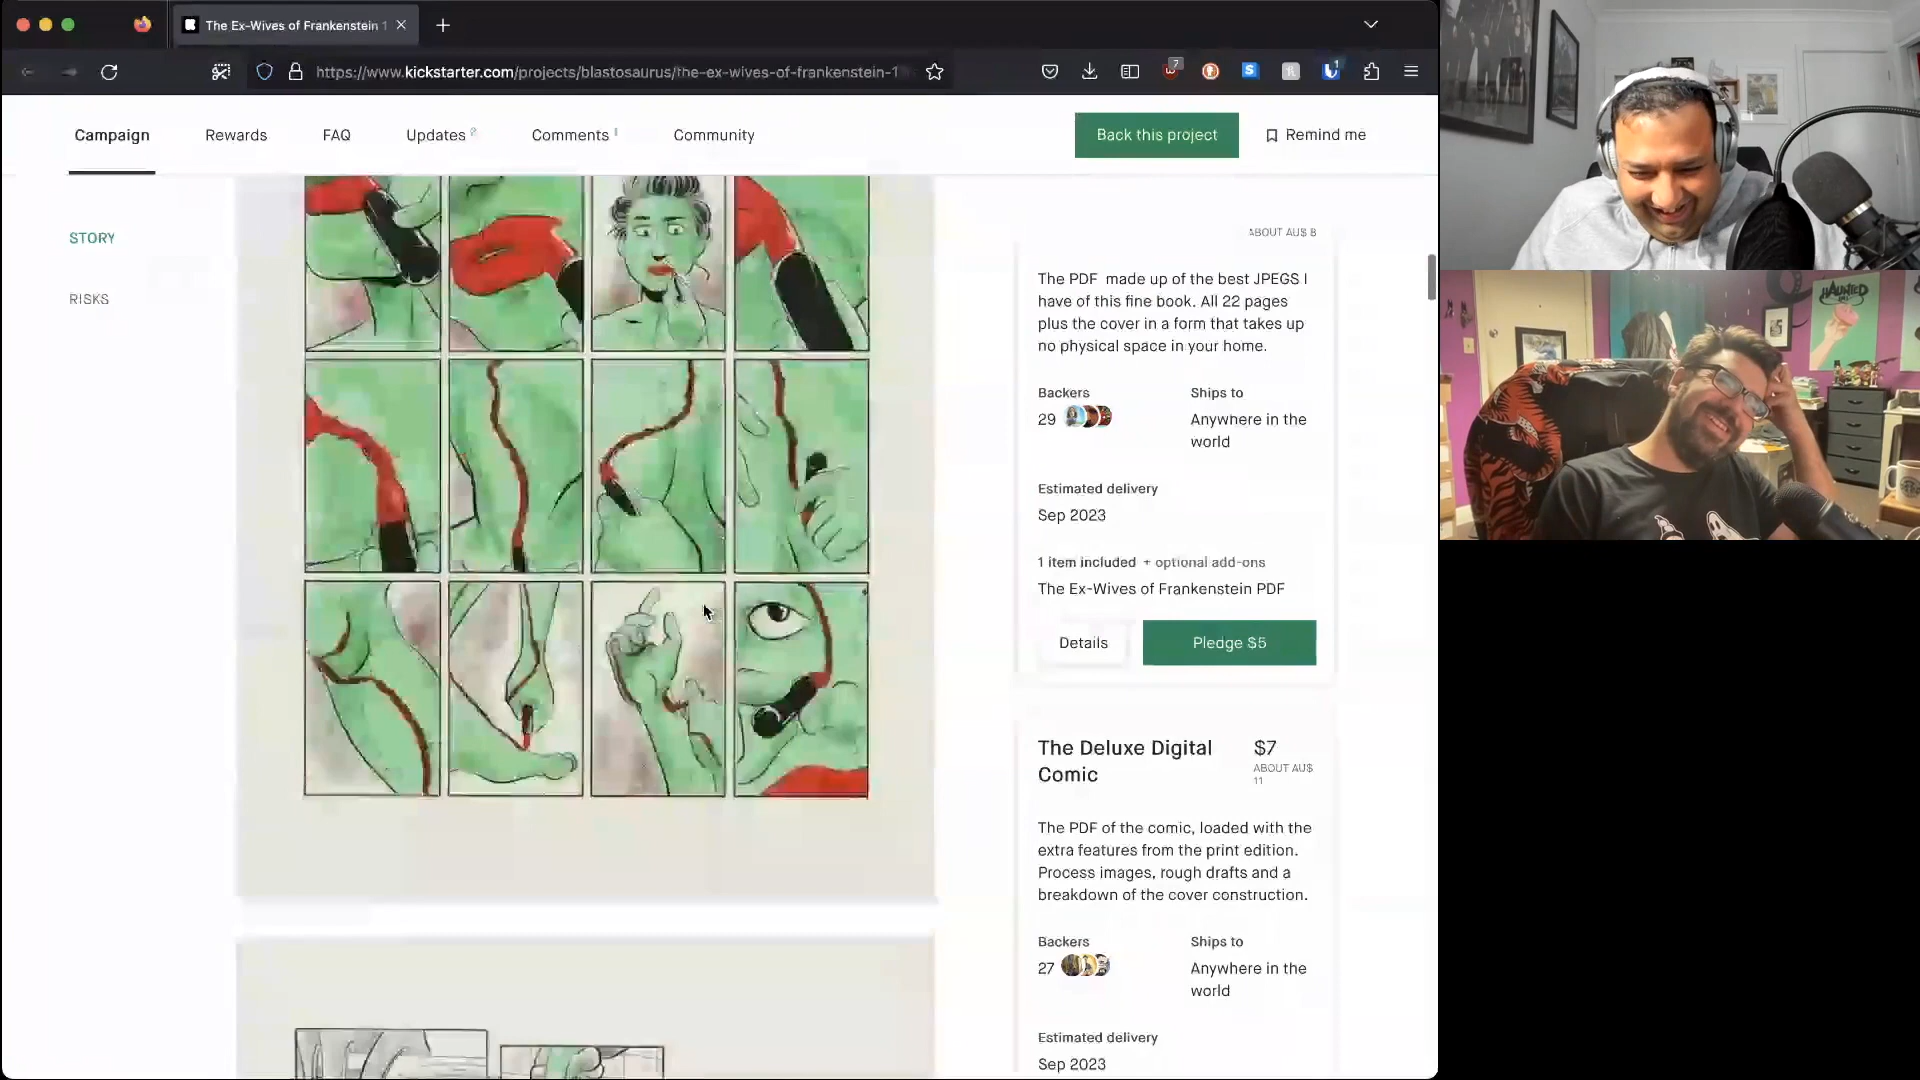 The Ex-Wives of Frankenstein 1
https://www.kickstarter.com/projects/blastosaurus/the-ex-wives-of-frankenstein-1
7
1
Campaign
Rewards
FAQ
Updates 2
Comments 1
Community
Back this project
Remind me
STORY
RISKS
ABOUT AU$ 8
The PDF made up of the best JPEGS I
have of this fine book. All 22 pages
plus the cover in a form that takes up
no physical space in your home.
Backers
29
Ships to
Anywhere in the
world
Estimated delivery
Sep 2023
1 item included + optional add-ons
The Ex-Wives of Frankenstein PDF
Details
Pledge $5
The Deluxe Digital
Comic
$7
ABOUT AU$
11
The PDF of the comic, loaded with the
extra features from the print edition.
Process images, rough drafts and a
breakdown of the cover construction.
Backers
27
Ships to
Anywhere in the
world
Estimated delivery
Sep 2023
HAUNTED